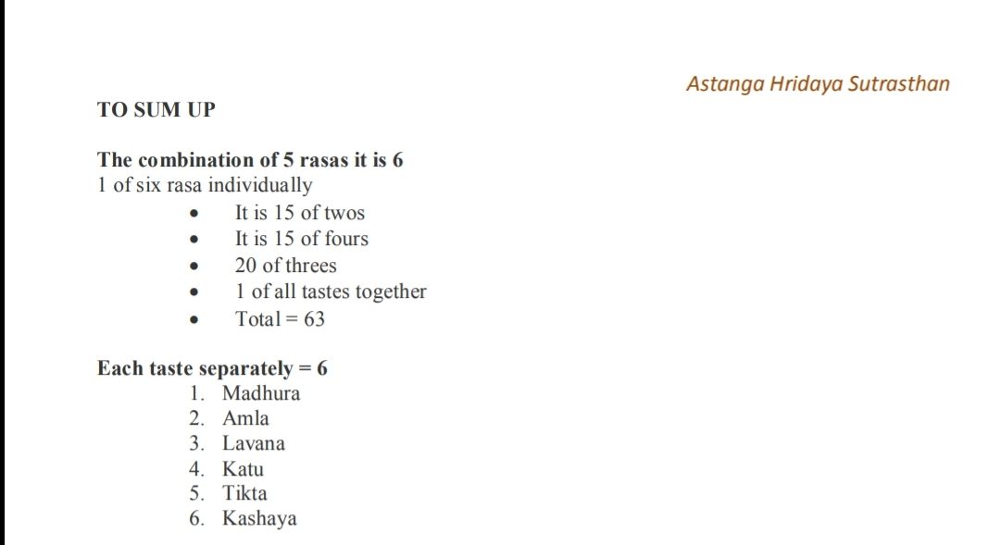 Astanga Hridaya Sutrasthan
TO SUM UP
The combination of 5 rasas it is 6
1 of six rasa individually
• It is 15 of twos
• It is 15 of fours
• 20 of threes
• 1 of all tastes together
• Total = 63
Each taste separately = 6
1. Madhura
2. Amla
3. Lavana
4. Katu
5. Tikta
6. Kashaya